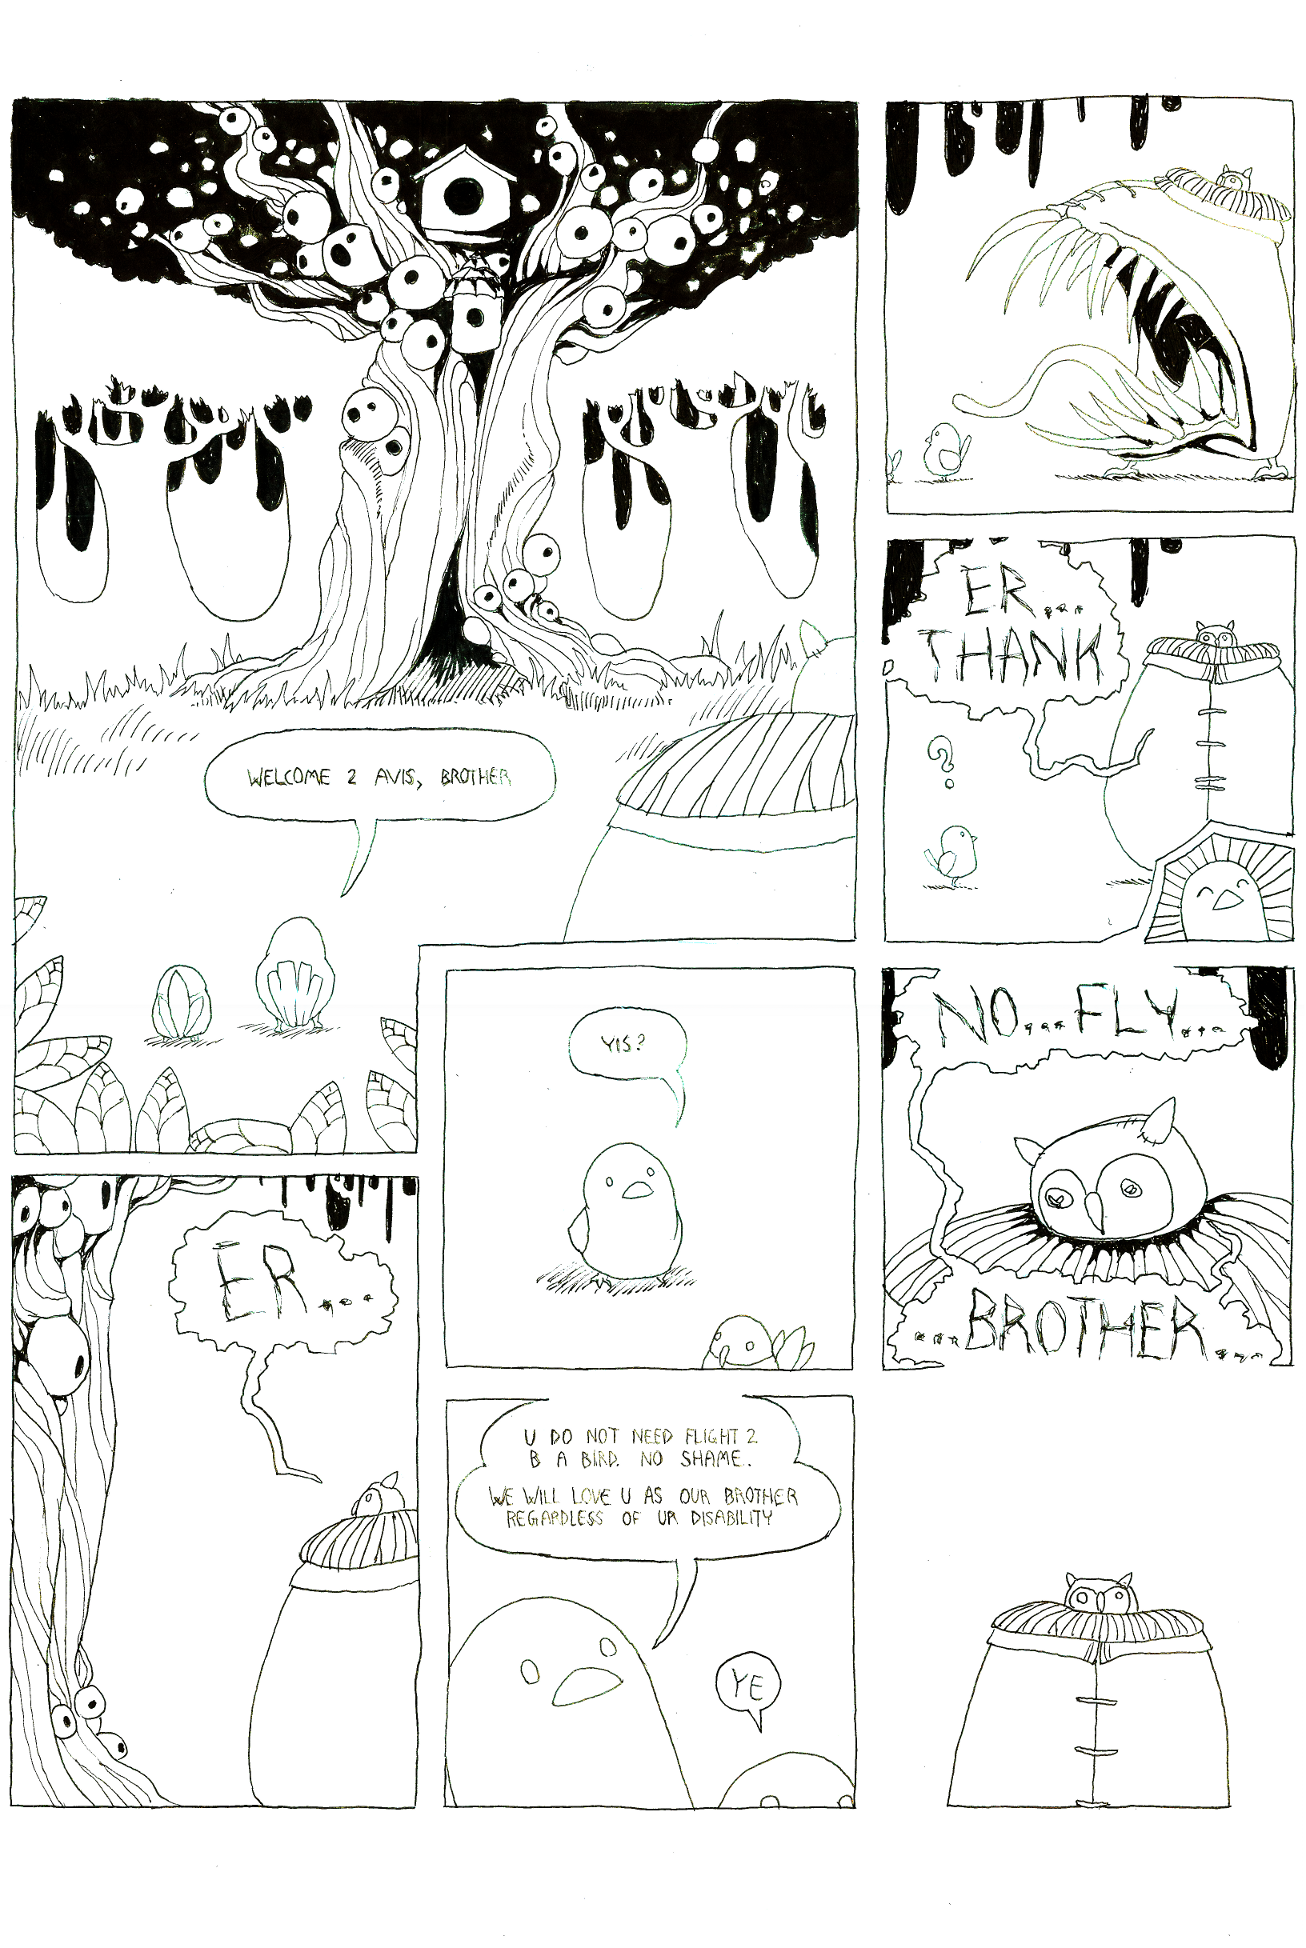 WELCOME 2 AVIS, BROTHER
ER...
YIS?
U DO NOT NEED FLIGHT 2
B A BIRD. NO SHAME.
WE WILL LOVE U AS OUR BROTHER
REGARDLESS OF UR DISABILITY
YE
ER...
THANK
?
NO...FLY...
...BROTHER...